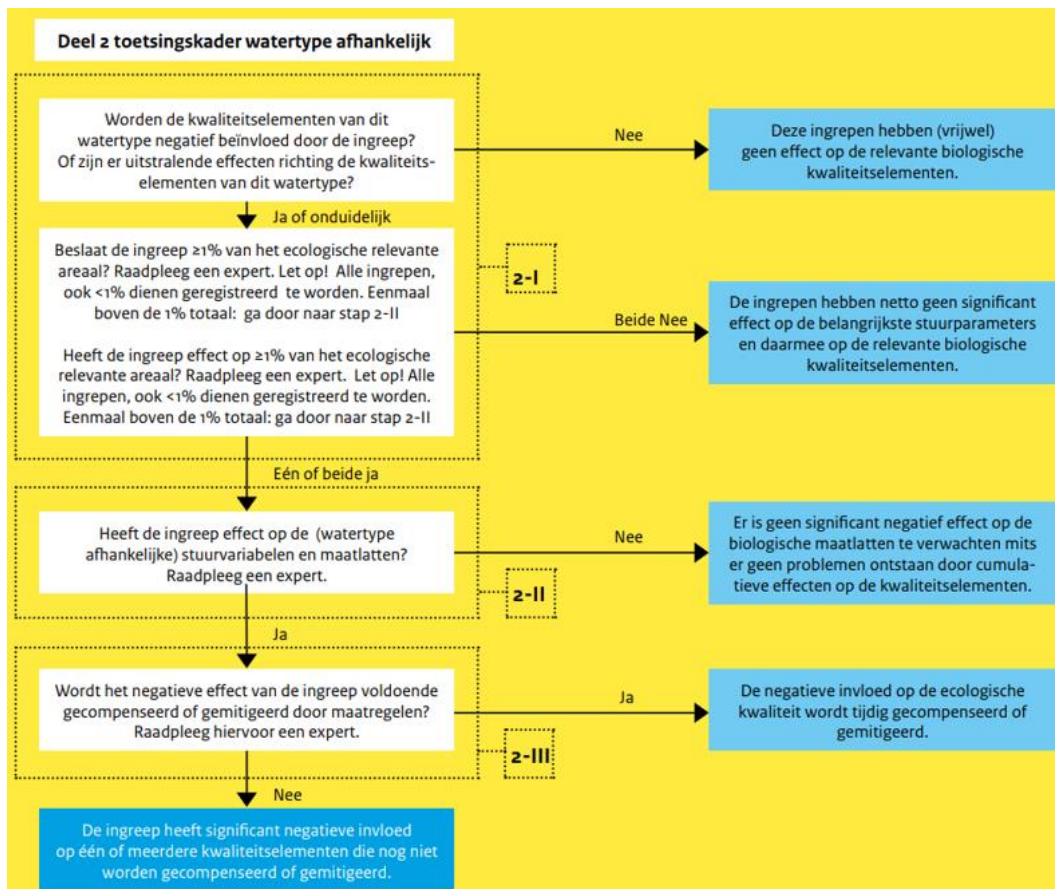 Deel 2 toetsingskader watertype afhankelijk
Worden de kwaliteitselementen van dit
watertype negatief beïnvloed door de ingreep?
Of zijn er uitstralende effecten richting de kwaliteits-
elementen van dit watertype?
Nee
Deze ingrepen hebben (vrijwel)
geen effect op de relevante biologische
kwaliteitselementen.
Ja of onduidelijk
Beslaat de ingreep ≥1% van het ecologische relevante
areaal? Raadpleeg een expert. Let op! Alle ingrepen,
ook <1% dienen geregistreerd te worden. Eenmaal
boven de 1% totaal: ga door naar stap 2-II
Heeft de ingreep effect op ≥1% van het ecologische
relevante areaal? Raadpleeg een expert. Let op! Alle
ingrepen, ook <1% dienen geregistreerd te worden.
Eenmaal boven de 1% totaal: ga door naar stap 2-II
2-I
Beide Nee
De ingrepen hebben netto geen significant
effect op de belangrijkste stuurparameters
en daarmee op de relevante biologische
kwaliteitselementen.
Eén of beide ja
Heeft de ingreep effect op de (watertype
afhankelijke) stuurvariabelen en maatlatten?
Raadpleeg een expert.
Nee
Er is geen significant negatief effect op de
biologische maatlatten te verwachten mits
er geen problemen ontstaan door cumula-
tieve effecten op de kwaliteitselementen.
2-II
Ja
Wordt het negatieve effect van de ingreep voldoende
gecompenseerd of gemitigeerd door maatregelen?
Raadpleeg hiervoor een expert.
Ja
De negatieve invloed op de ecologische
kwaliteit wordt tijdig gecompenseerd of
gemitigeerd.
2-III
Nee
De ingreep heeft significant negatieve invloed
op één of meerdere kwaliteitselementen die nog niet
worden gecompenseerd of gemitigeerd.